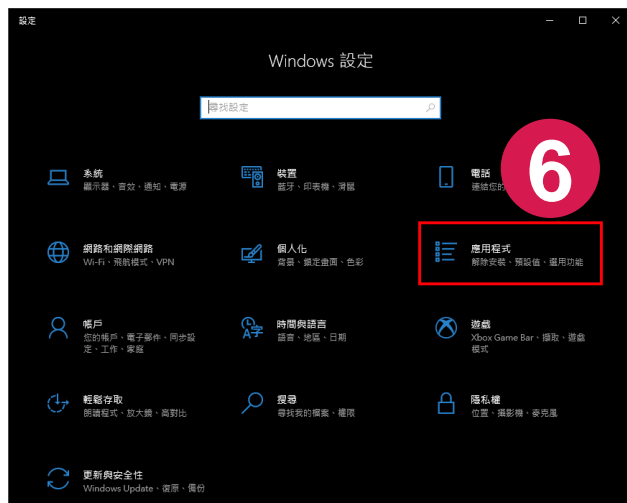 設定
Windows 設定
尋找設定
系統
顯示器、音效、通知、電源
裝置
藍牙、印表機、滑鼠
電話
連結您的
6
網路和網際網路
Wi-Fi、飛航模式、VPN
個人化
背景、鎖定畫面、色彩
應用程式
解除安裝、預設值、選用功能
帳戶
您的帳戶、電子郵件、同步設
定、工作、家庭
時間與語言
語言、地區、日期
遊戲
Xbox Game Bar、擷取、遊戲
模式
輕鬆存取
朗讀程式、放大鏡、高對比
搜尋
尋找我的檔案、權限
隱私權
位置、攝影機、麥克風
更新與安全性
Windows Update、復原、備份